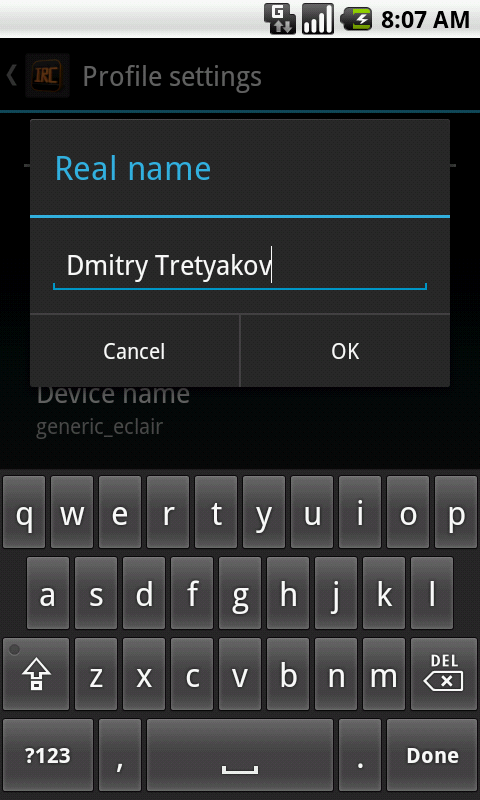 G
8:07 AM
IRC Profile settings
Real name
Dmitry Tretyakov
Cancel OK
Device name
generic_eclair
q w e r t y u i o p
a s d f g h j k l
z x c v b n m DEL
?123 , . Done